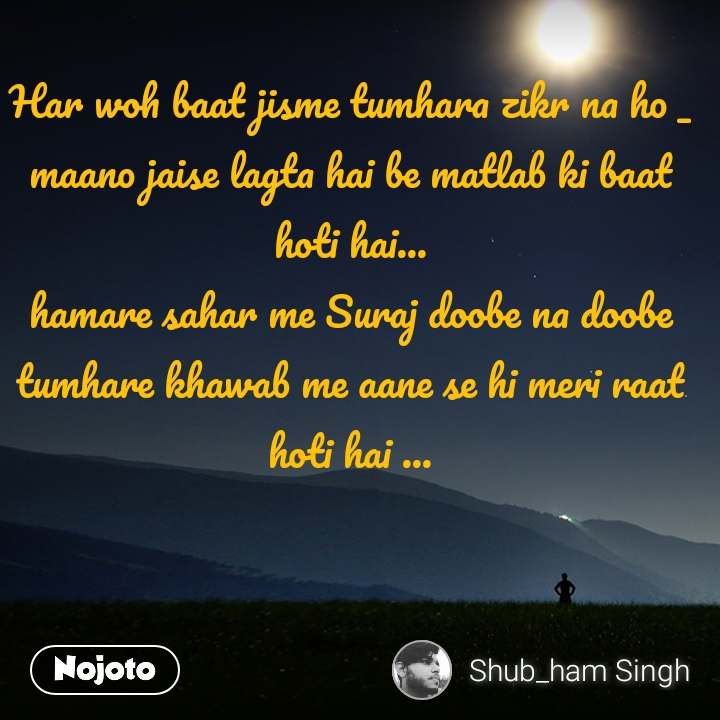 Har woh baat jisme tumhara zikr na ho _
maano jaise lagta hai be matlab ki baat
hoti hai...
hamare sahar me Suraj doobe na doobe
tumhare khawab me aane se hi meri raat
hoti hai ...
Nojoto
Shub_ham Singh